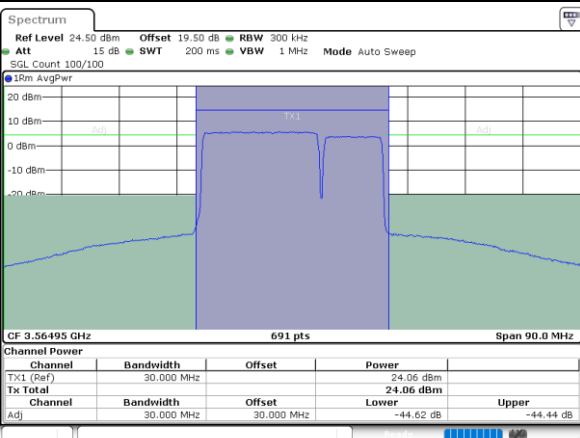 Spectrum
Ref Level 24.50 dBm Offset 19.50 dB RBW 300 kHz
Att 15 dB SWT 200 ms VBW 1 MHz Mode Auto Sweep
SGL Count 100/100
1Rm AvgPwr
20 dBm
TX1
10 dBm
Adj Adj
0 dBm
-10 dBm
-20 dBm
CF 3.56495 GHz 691 pts Span 90.0 MHz
Channel Power
Channel Bandwidth Offset Power
TX1 (Ref) 30.000 MHz 24.06 dBm
Tx Total 24.06 dBm
Channel Bandwidth Offset Lower Upper
Adj 30.000 MHz 30.000 MHz -44.62 dB -44.44 dB
Ready